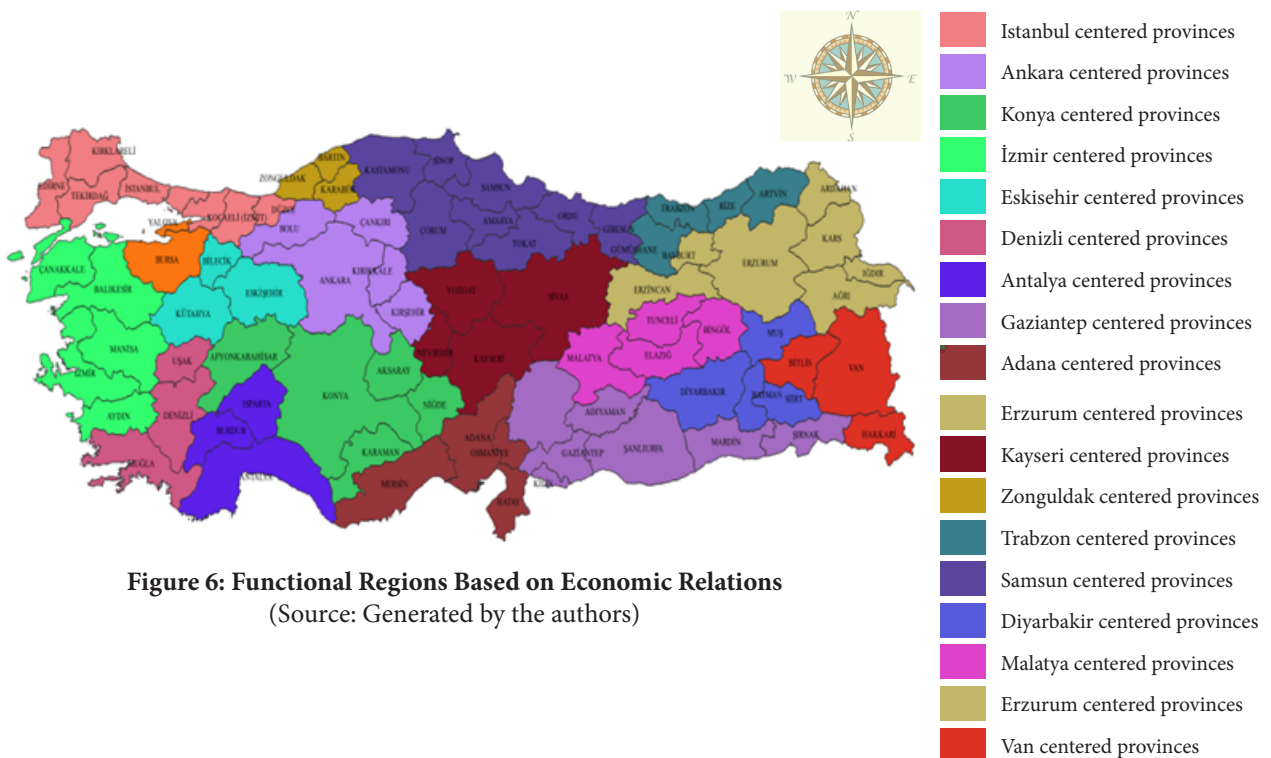 N
W
E
S
KIRKLARELİ
EDİRNE
TEKİRDAĞ
İSTANBUL
YALOVA
KOCAELİ (İZMİT)
DÜZCE
ZONGULDAK
BARTIN
KARABÜK
KASTAMONU
SİNOP
SAMSUN
ÇANKIRI
BOLU
ÇORUM
AMASYA
TOKAT
ORDU
GİRESUN
GÜMÜŞHANE
TRABZON
RİZE
ARTVİN
ARDAHAN
KARS
IĞDIR
AĞRI
ERZURUM
BAYBURT
ERZİNCAN
ÇANAKKALE
BALIKESİR
BURSA
BİLECİK
ESKİŞEHİR
KÜTAHYA
ANKARA
KIRIKKALE
KIRŞEHİR
YOZGAT
SİVAS
NEVŞEHİR
KAYSERİ
MALATYA
TUNCELİ
ELAZIĞ
BİNGÖL
MUŞ
BİTLİS
VAN
HAKKARİ
DİYARBAKIR
BATMAN
SİİRT
ŞIRNAK
MARDİN
ŞANLIURFA
ADIYAMAN
GAZİANTEP
KİLİS
MANİSA
İZMİR
AYDIN
UŞAK
DENİZLİ
MUĞLA
AFYONKARAHİSAR
ISPARTA
BURDUR
ANTALYA
KONYA
AKSARAY
NİĞDE
KARAMAN
MERSİN
ADANA
OSMANİYE
HATAY
Figure 6: Functional Regions Based on Economic Relations
(Source: Generated by the authors)
Istanbul centered provinces
Ankara centered provinces
Konya centered provinces
İzmir centered provinces
Eskisehir centered provinces
Denizli centered provinces
Antalya centered provinces
Gaziantep centered provinces
Adana centered provinces
Erzurum centered provinces
Kayseri centered provinces
Zonguldak centered provinces
Trabzon centered provinces
Samsun centered provinces
Diyarbakir centered provinces
Malatya centered provinces
Erzurum centered provinces
Van centered provinces